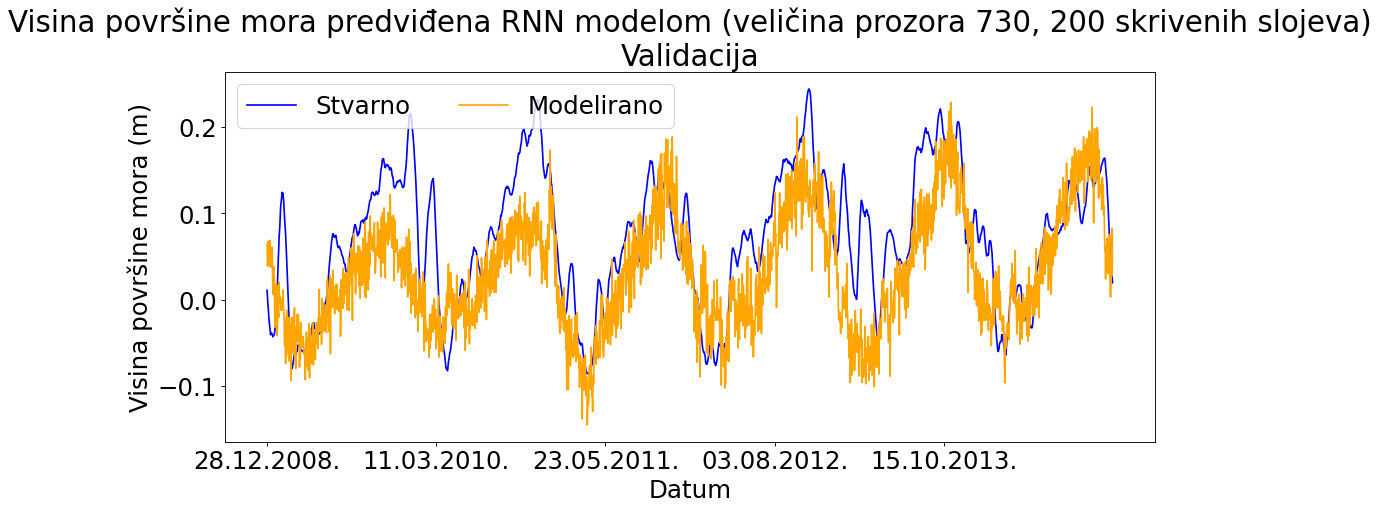 Visina površine mora predviđena RNN modelom (veličina prozora 730, 200 skrivenih slojeva)
Validacija
Stvarno Modelirano
Visina površine mora (m)
0.2
0.1
0.0
−0.1
28.12.2008. 11.03.2010. 23.05.2011. 03.08.2012. 15.10.2013.
Datum